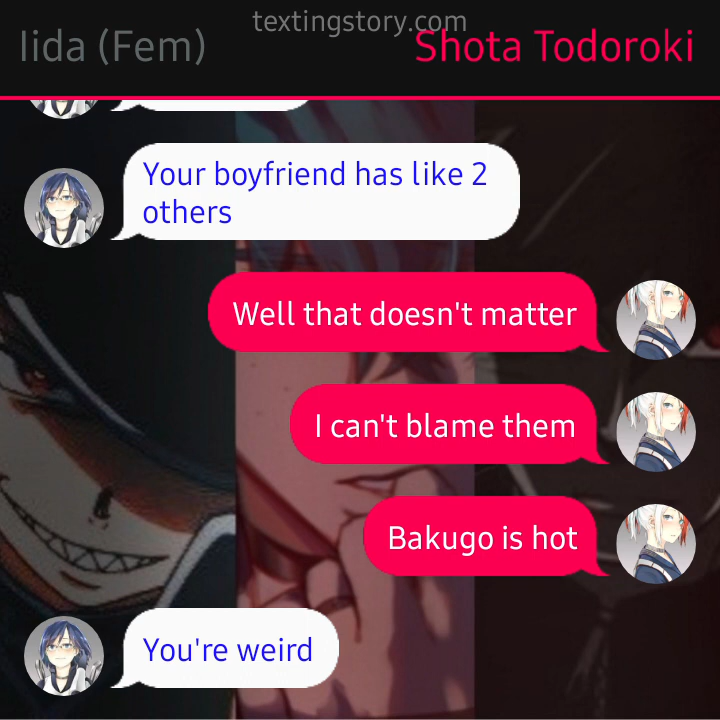 textingstory.com
Iida (Fem)
Shota Todoroki
Your boyfriend has like 2
others
Well that doesn't matter
I can't blame them
Bakugo is hot
You're weird